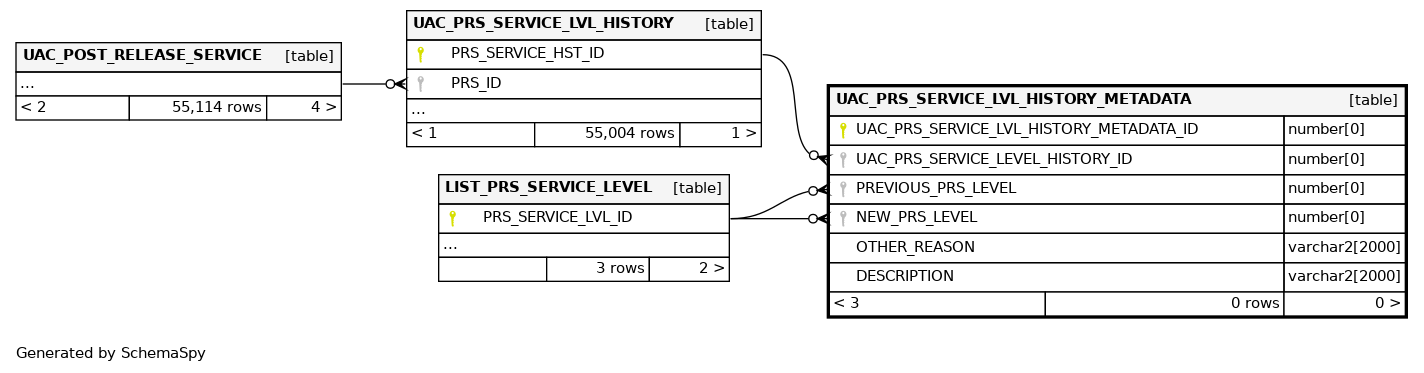 UAC_POST_RELEASE_SERVICE [table]
...
< 2 55,114 rows 4 >
UAC_PRS_SERVICE_LVL_HISTORY [table]
PRS_SERVICE_HST_ID
PRS_ID
...
< 1 55,004 rows 1 >
LIST_PRS_SERVICE_LEVEL [table]
PRS_SERVICE_LVL_ID
...
3 rows 2 >
UAC_PRS_SERVICE_LVL_HISTORY_METADATA [table]
UAC_PRS_SERVICE_LVL_HISTORY_METADATA_ID number[0]
UAC_PRS_SERVICE_LEVEL_HISTORY_ID number[0]
PREVIOUS_PRS_LEVEL number[0]
NEW_PRS_LEVEL number[0]
OTHER_REASON varchar2[2000]
DESCRIPTION varchar2[2000]
< 3 0 rows 0 >
Generated by SchemaSpy